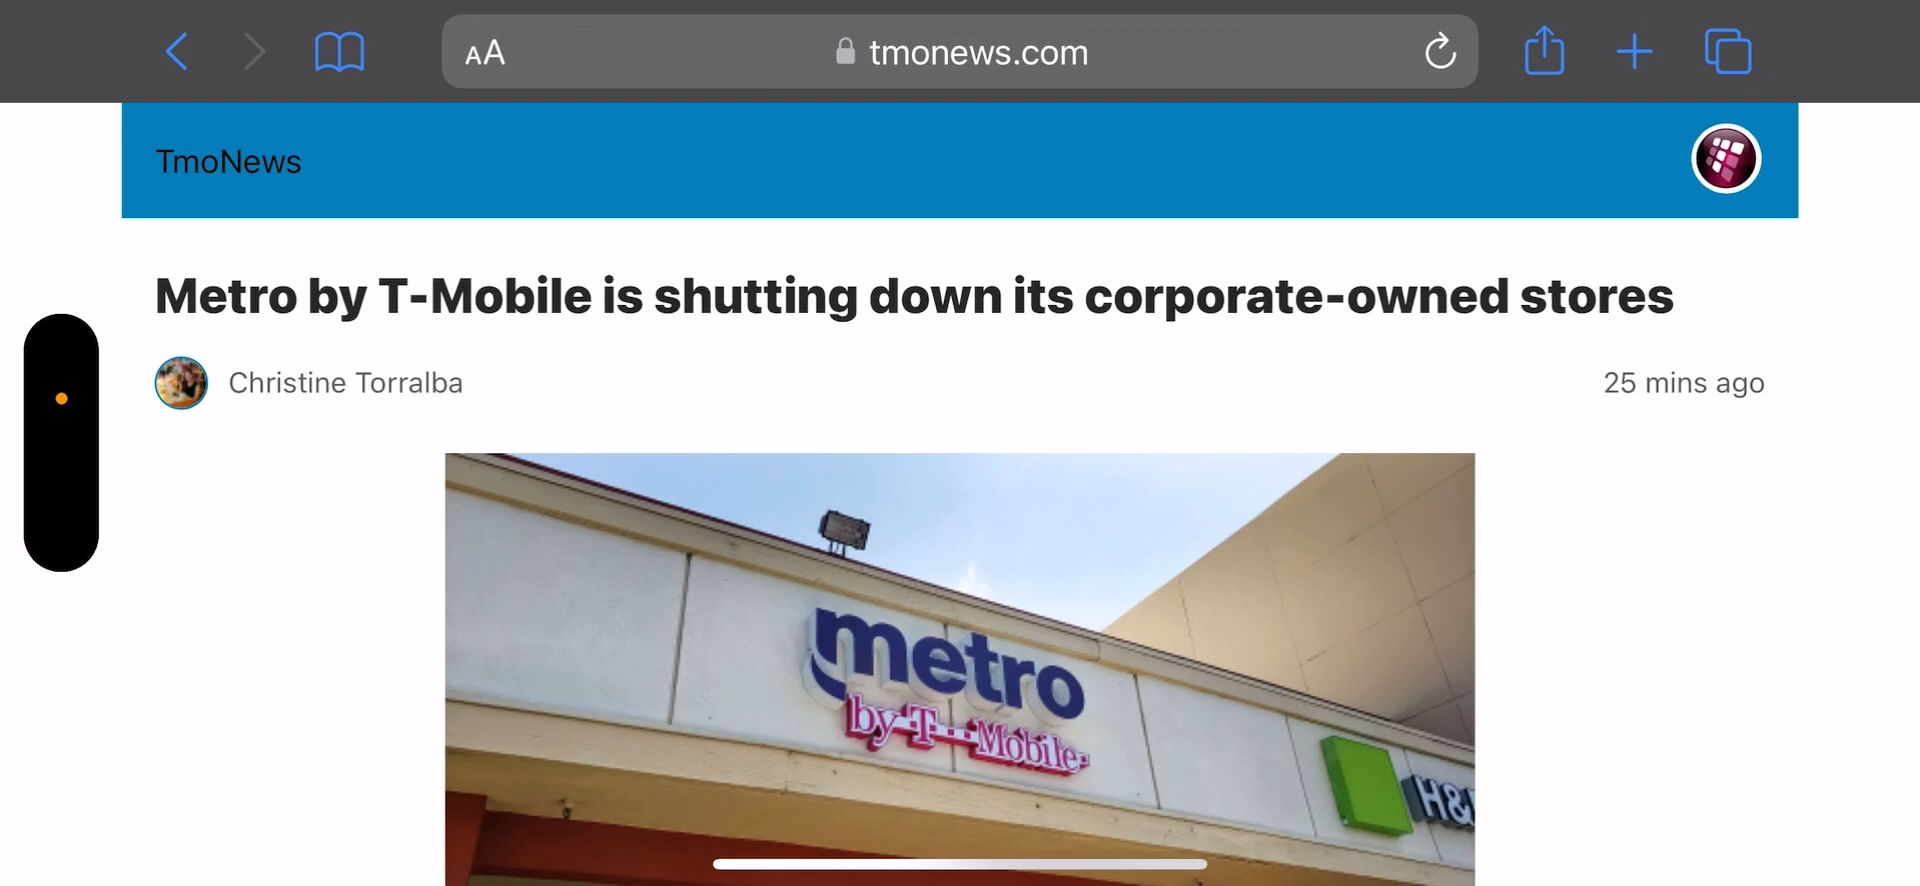 AA
tmonews.com
TmoNews
Metro by T-Mobile is shutting down its corporate-owned stores
Christine Torralba
25 mins ago
metro
by T-Mobile
H&